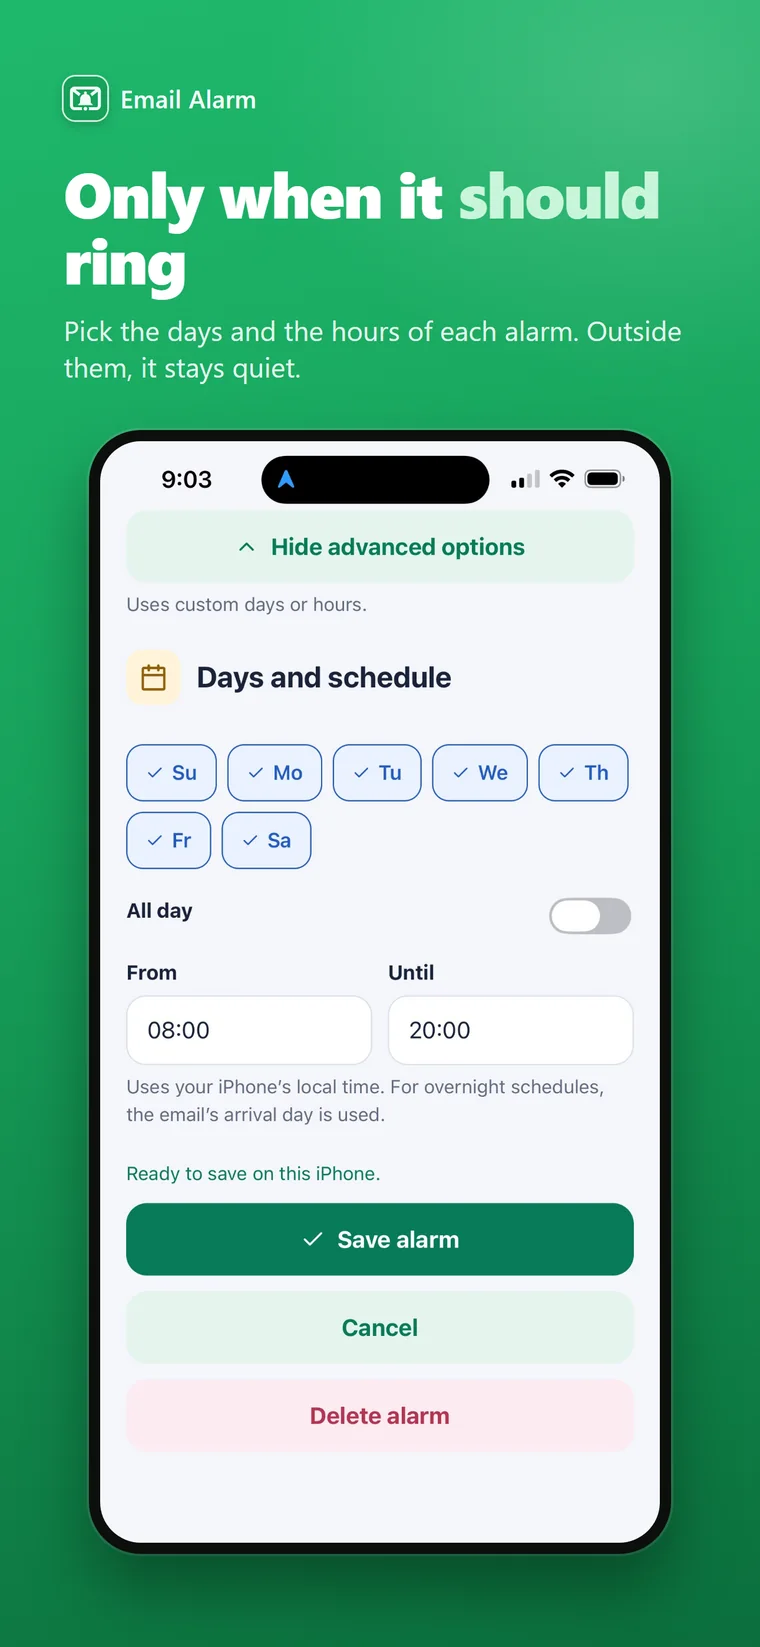 Email Alarm
Only when it should
ring
Pick the days and the hours of each alarm. Outside
them, it stays quiet.
9:03
Hide advanced options
Uses custom days or hours.
Days and schedule
Su Mo Tu We Th
Fr Sa
All day
From Until
08:00 20:00
Uses your iPhone’s local time. For overnight schedules,
the email’s arrival day is used.
Ready to save on this iPhone.
Save alarm
Cancel
Delete alarm